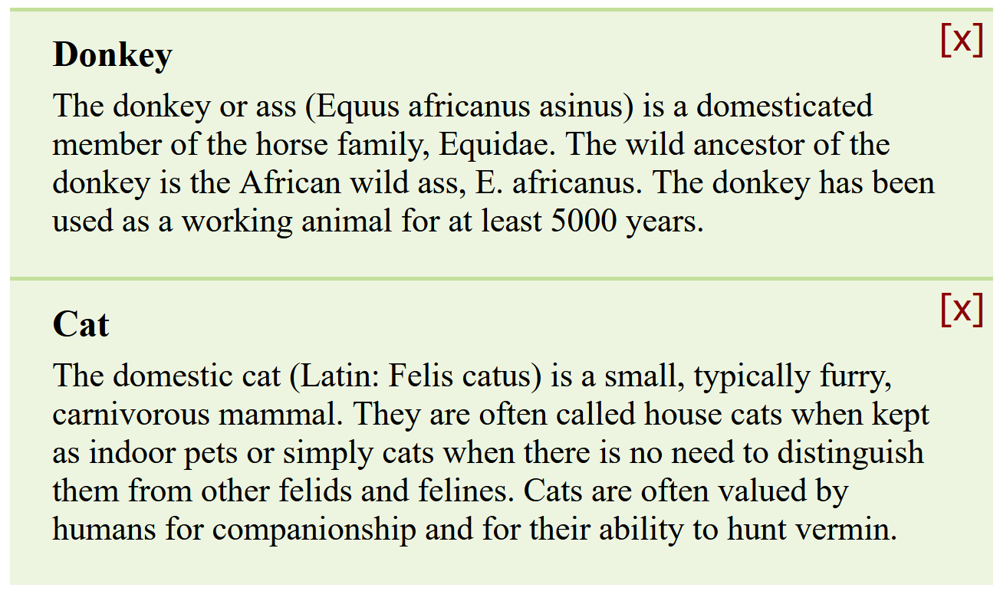 [x]
Donkey
The donkey or ass (Equus africanus asinus) is a domesticated
member of the horse family, Equidae. The wild ancestor of the
donkey is the African wild ass, E. africanus. The donkey has been
used as a working animal for at least 5000 years.
[x]
Cat
The domestic cat (Latin: Felis catus) is a small, typically furry,
carnivorous mammal. They are often called house cats when kept
as indoor pets or simply cats when there is no need to distinguish
them from other felids and felines. Cats are often valued by
humans for companionship and for their ability to hunt vermin.